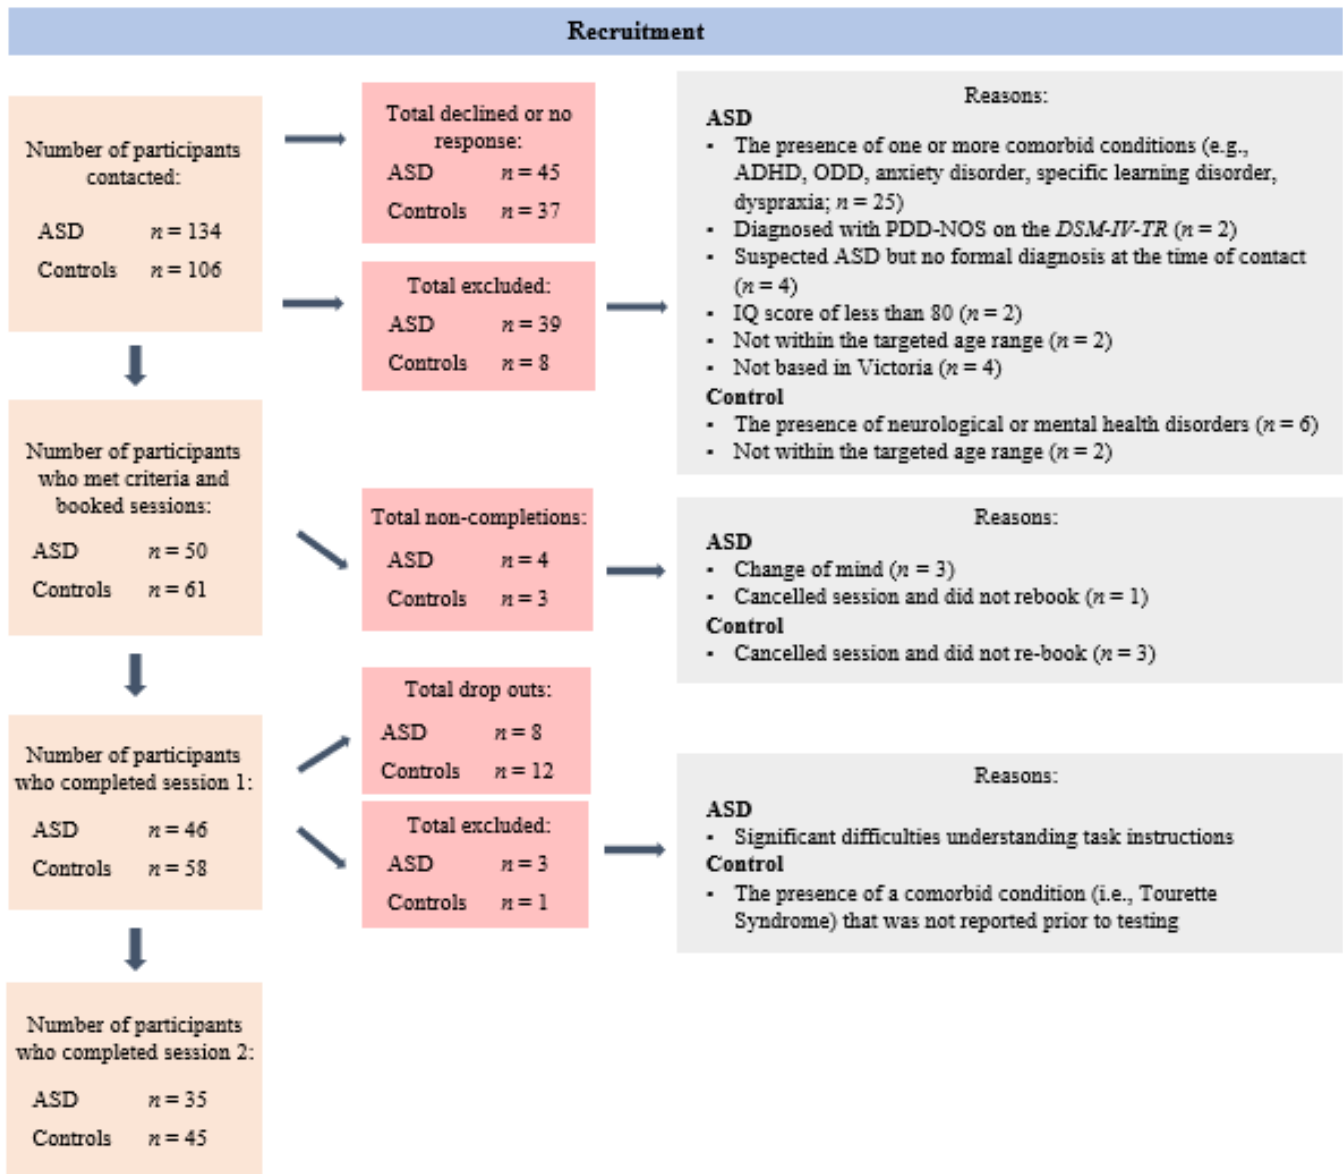 Recruitment
Number of participants
contacted:
ASD n = 134
Controls n = 106
Total declined or no
response:
ASD n = 45
Controls n = 37
Total excluded:
ASD n = 39
Controls n = 8
Reasons:
ASD
▪ The presence of one or more comorbid conditions (e.g.,
ADHD, ODD, anxiety disorder, specific learning disorder,
dyspraxia; n = 25)
▪ Diagnosed with PDD-NOS on the DSM-IV-TR (n = 2)
▪ Suspected ASD but no formal diagnosis at the time of contact
(n = 4)
▪ IQ score of less than 80 (n = 2)
▪ Not within the targeted age range (n = 2)
▪ Not based in Victoria (n = 4)
Control
▪ The presence of neurological or mental health disorders (n = 6)
▪ Not within the targeted age range (n = 2)
Number of participants
who met criteria and
booked sessions:
ASD n = 50
Controls n = 61
Total non-completions:
ASD n = 4
Controls n = 3
Reasons:
ASD
▪ Change of mind (n = 3)
▪ Cancelled session and did not rebook (n = 1)
Control
▪ Cancelled session and did not re-book (n = 3)
Number of participants
who completed session 1:
ASD n = 46
Controls n = 58
Total drop outs:
ASD n = 8
Controls n = 12
Total excluded:
ASD n = 3
Controls n = 1
Reasons:
ASD
▪ Significant difficulties understanding task instructions
Control
▪ The presence of a comorbid condition (i.e., Tourette
Syndrome) that was not reported prior to testing
Number of participants
who completed session 2:
ASD n = 35
Controls n = 45